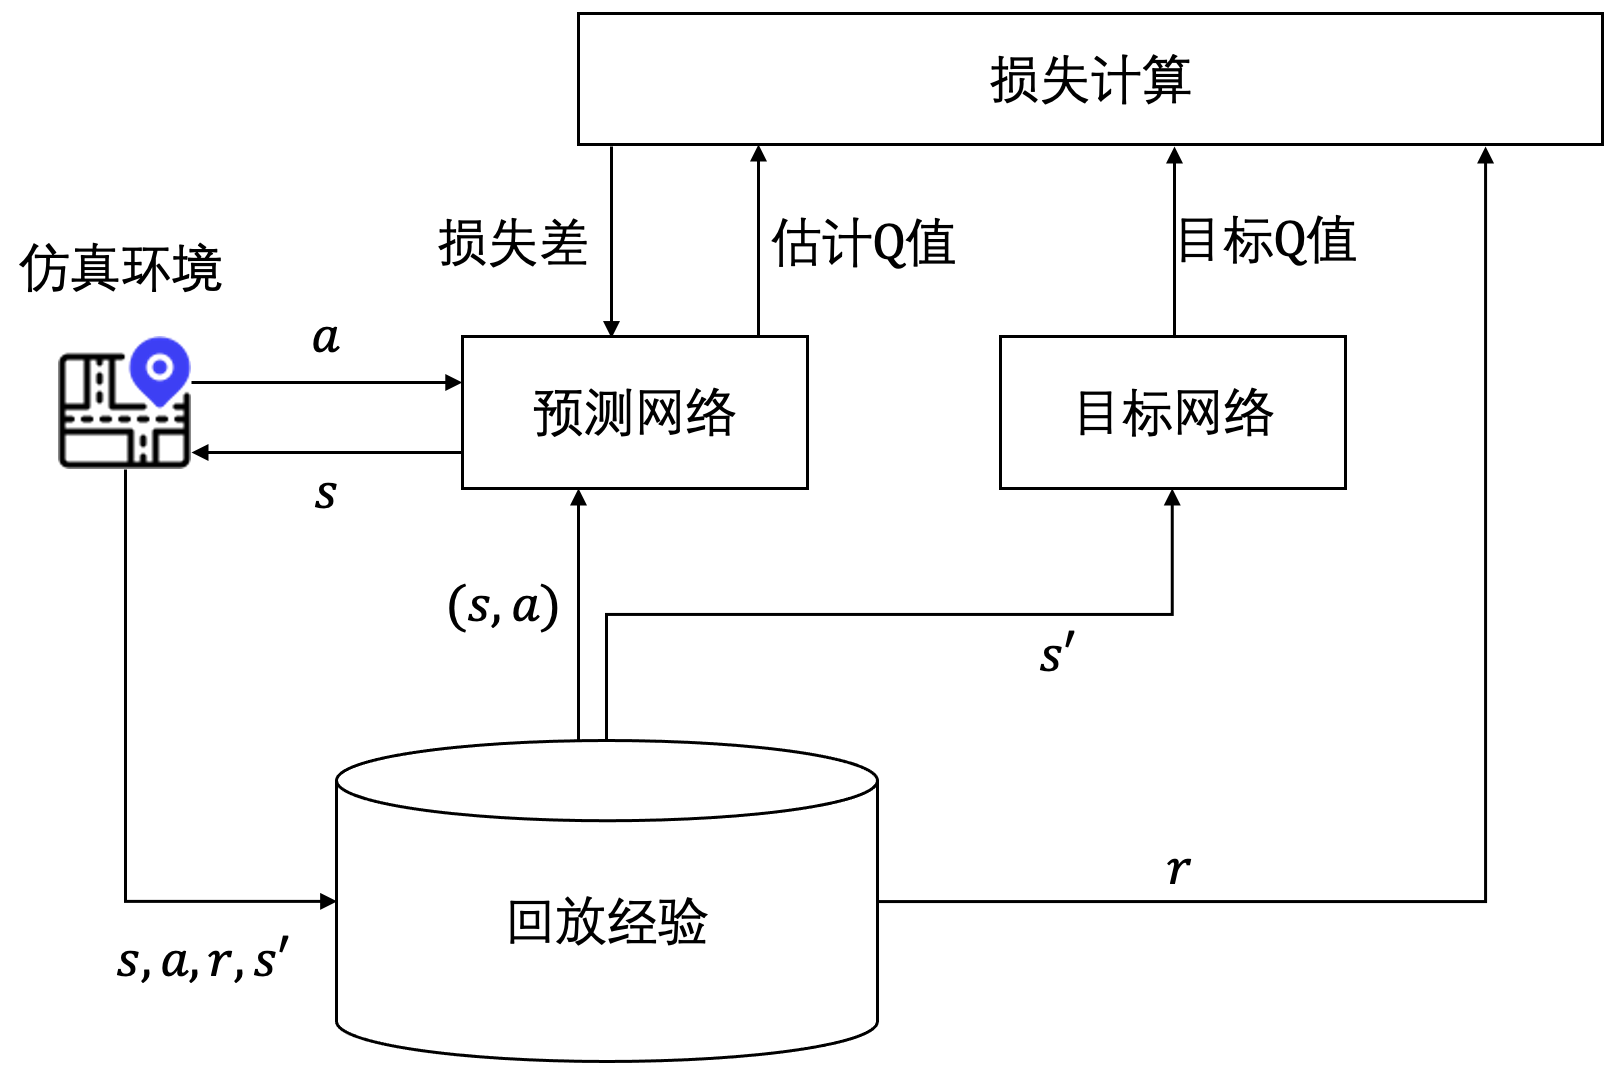 损失计算
损失差
估计Q值
目标Q值
仿真环境
a
预测网络
目标网络
s
(s, a)
s′
r
回放经验
s, a, r, s′